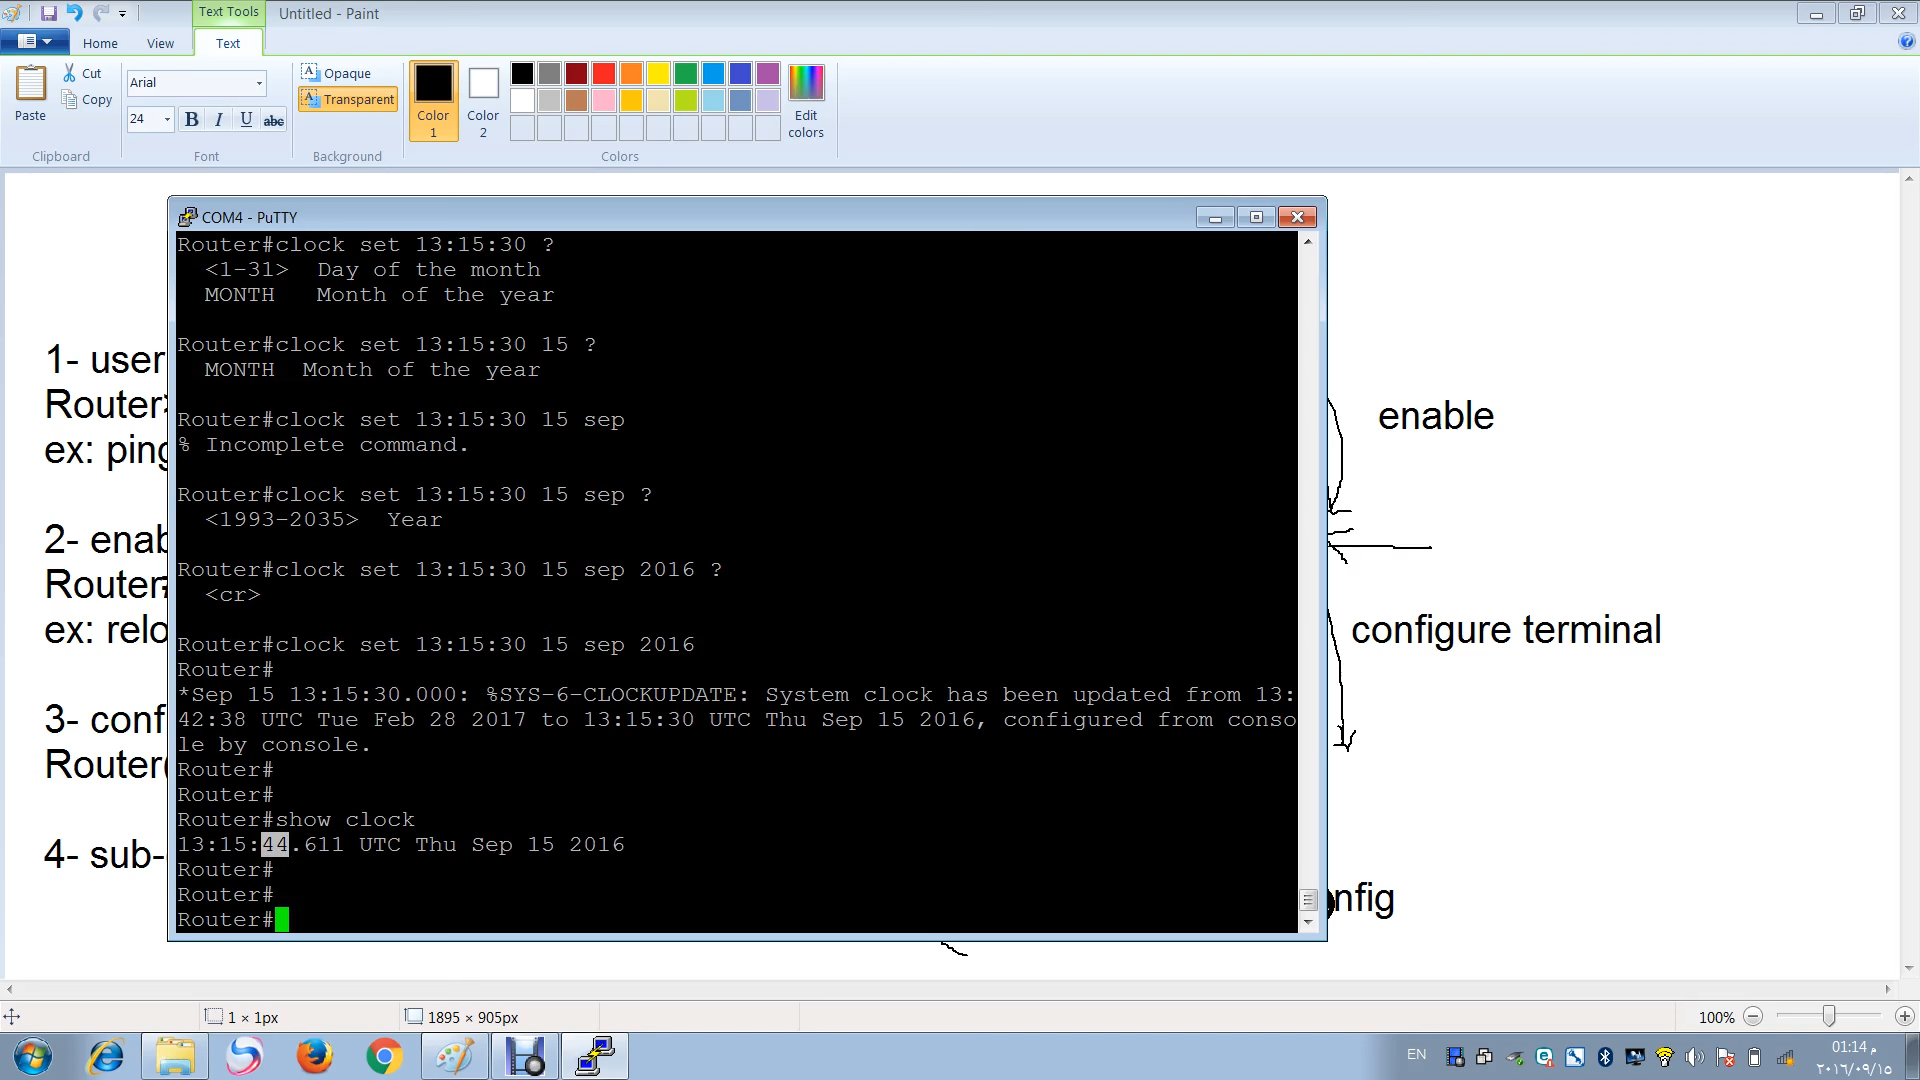 Text Tools
Untitled - Paint
Home
View
Text
Paste
Cut
Copy
Clipboard
Arial
24
B I U abc
Font
Opaque
Transparent
Background
Color 1
Color 2
Edit colors
Colors
1- user
Router>
ex: ping
2- enab
Router#
ex: relo
3- conf
Router(
4- sub-
enable
configure terminal
nfig
COM4 - PuTTY
Router#clock set 13:15:30 ?
<1-31> Day of the month
MONTH Month of the year
Router#clock set 13:15:30 15 ?
MONTH Month of the year
Router#clock set 13:15:30 15 sep
% Incomplete command.
Router#clock set 13:15:30 15 sep ?
<1993-2035> Year
Router#clock set 13:15:30 15 sep 2016 ?
<cr>
Router#clock set 13:15:30 15 sep 2016
Router#
*Sep 15 13:15:30.000: %SYS-6-CLOCKUPDATE: System clock has been updated from 13:
42:38 UTC Tue Feb 28 2017 to 13:15:30 UTC Thu Sep 15 2016, configured from conso
le by console.
Router#
Router#
Router#show clock
13:15:44.611 UTC Thu Sep 15 2016
Router#
Router#
Router#
1 × 1px
1895 × 905px
100%
EN
01:14 م
٢٠١٦/٠٩/١٥